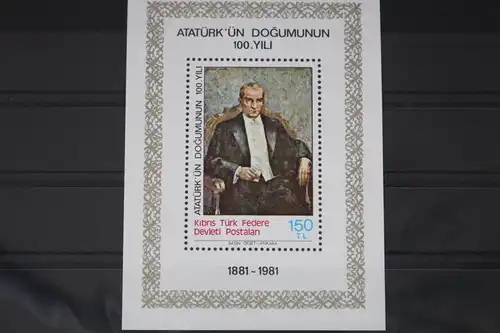 ATATÜRK'ÜN DOĞUMUNUN
100.YILI
ATATÜRK'ÜN DOĞUMUNUN 100.YILI
Kıbrıs Türk Federe
Devleti Postaları
150
TL
1881-1981